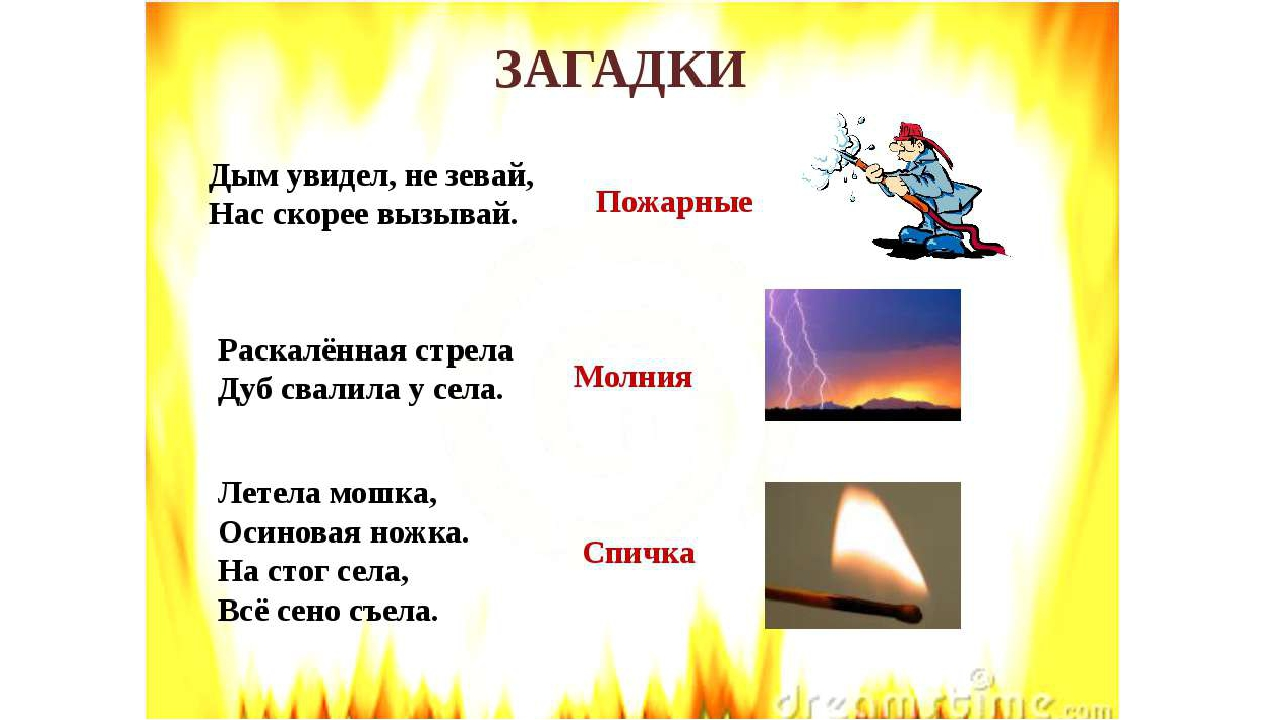 ЗАГАДКИ
Дым увидел, не зевай,
Нас скорее вызывай.
Пожарные
Раскалённая стрела
Дуб свалила у села.
Молния
Летела мошка,
Осиновая ножка.
На стог села,
Всё сено съела.
Спичка
dreamstime.com